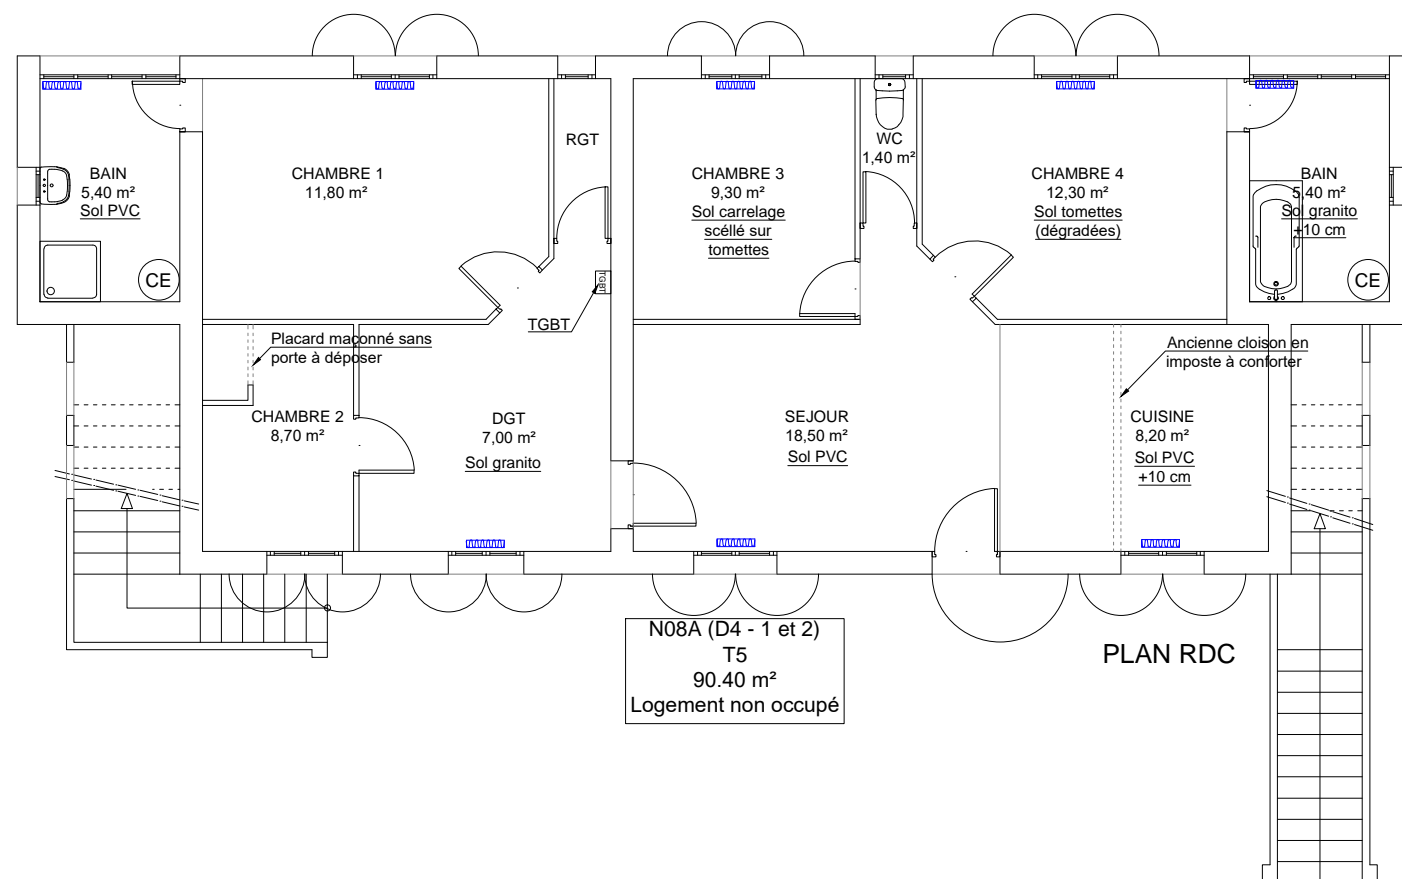 BAIN
5,40 m²
Sol PVC
CE
CHAMBRE 1
11,80 m²
RGT
TGBT
TGBT
CHAMBRE 3
9,30 m²
Sol carrelage
scéllé sur
tomettes
WC
1,40 m²
CHAMBRE 4
12,30 m²
Sol tomettes
(dégradées)
BAIN
5,40 m²
Sol granito
+10 cm
CE
Placard maçonné sans
porte à déposer
CHAMBRE 2
8,70 m²
DGT
7,00 m²
Sol granito
SEJOUR
18,50 m²
Sol PVC
Ancienne cloison en
imposte à conforter
CUISINE
8,20 m²
Sol PVC
+10 cm
N08A (D4 - 1 et 2)
T5
90.40 m²
Logement non occupé
PLAN RDC